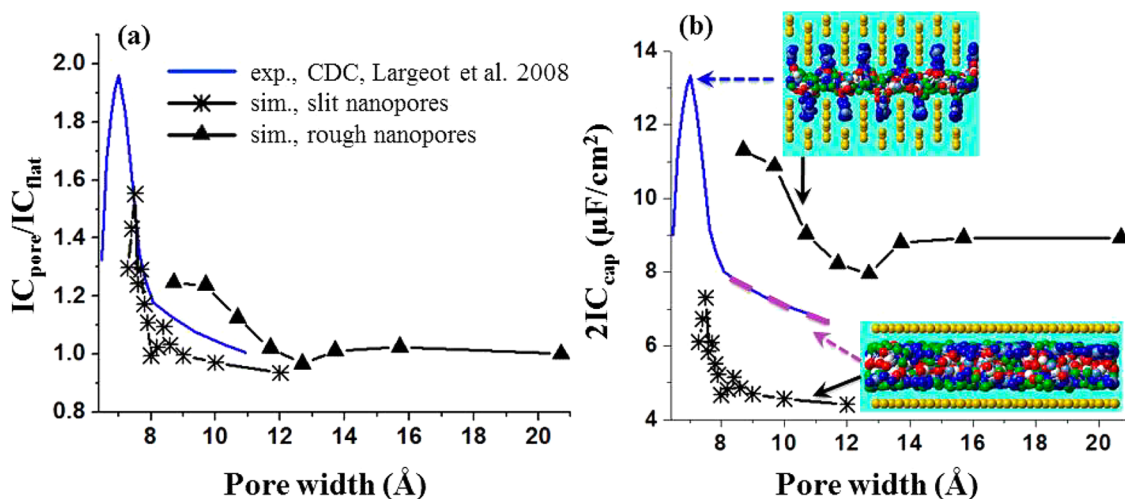 (a)
exp., CDC, Largeot et al. 2008
sim., slit nanopores
sim., rough nanopores
IC_pore/IC_flat
2.0
1.8
1.6
1.4
1.2
1.0
0.8
8 10 12 14 16 18 20
Pore width (Å)
(b)
2IC_cap (µF/cm²)
14
12
10
8
6
4
8 10 12 14 16 18 20
Pore width (Å)